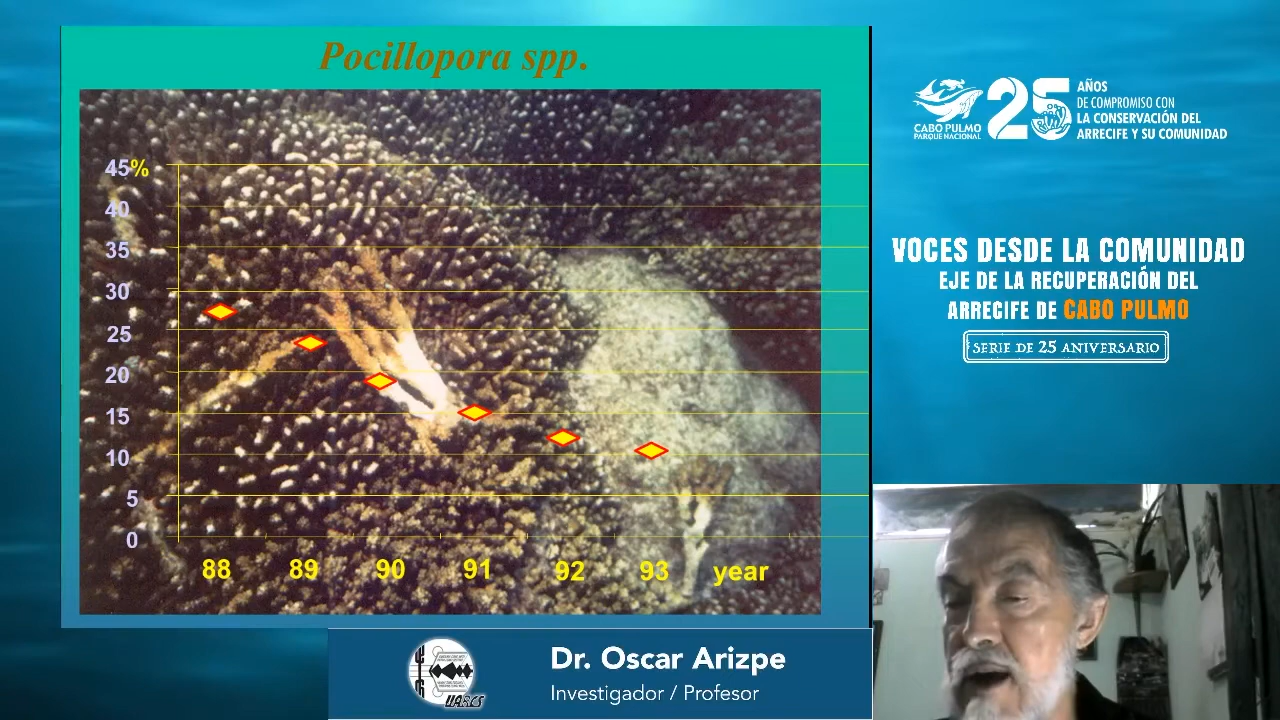 Pocillopora spp.
45%
40
35
30
25
20
15
10
5
0
88 89 90 91 92 93 year
CABO PULMO
PARQUE NACIONAL
25 AÑOS
DE COMPROMISO CON
LA CONSERVACIÓN DEL
ARRECIFE Y SU COMUNIDAD
VOCES DESDE LA COMUNIDAD
EJE DE LA RECUPERACIÓN DEL
ARRECIFE DE CABO PULMO
SERIE DE 25 ANIVERSARIO
UABCS
Dr. Oscar Arizpe
Investigador / Profesor